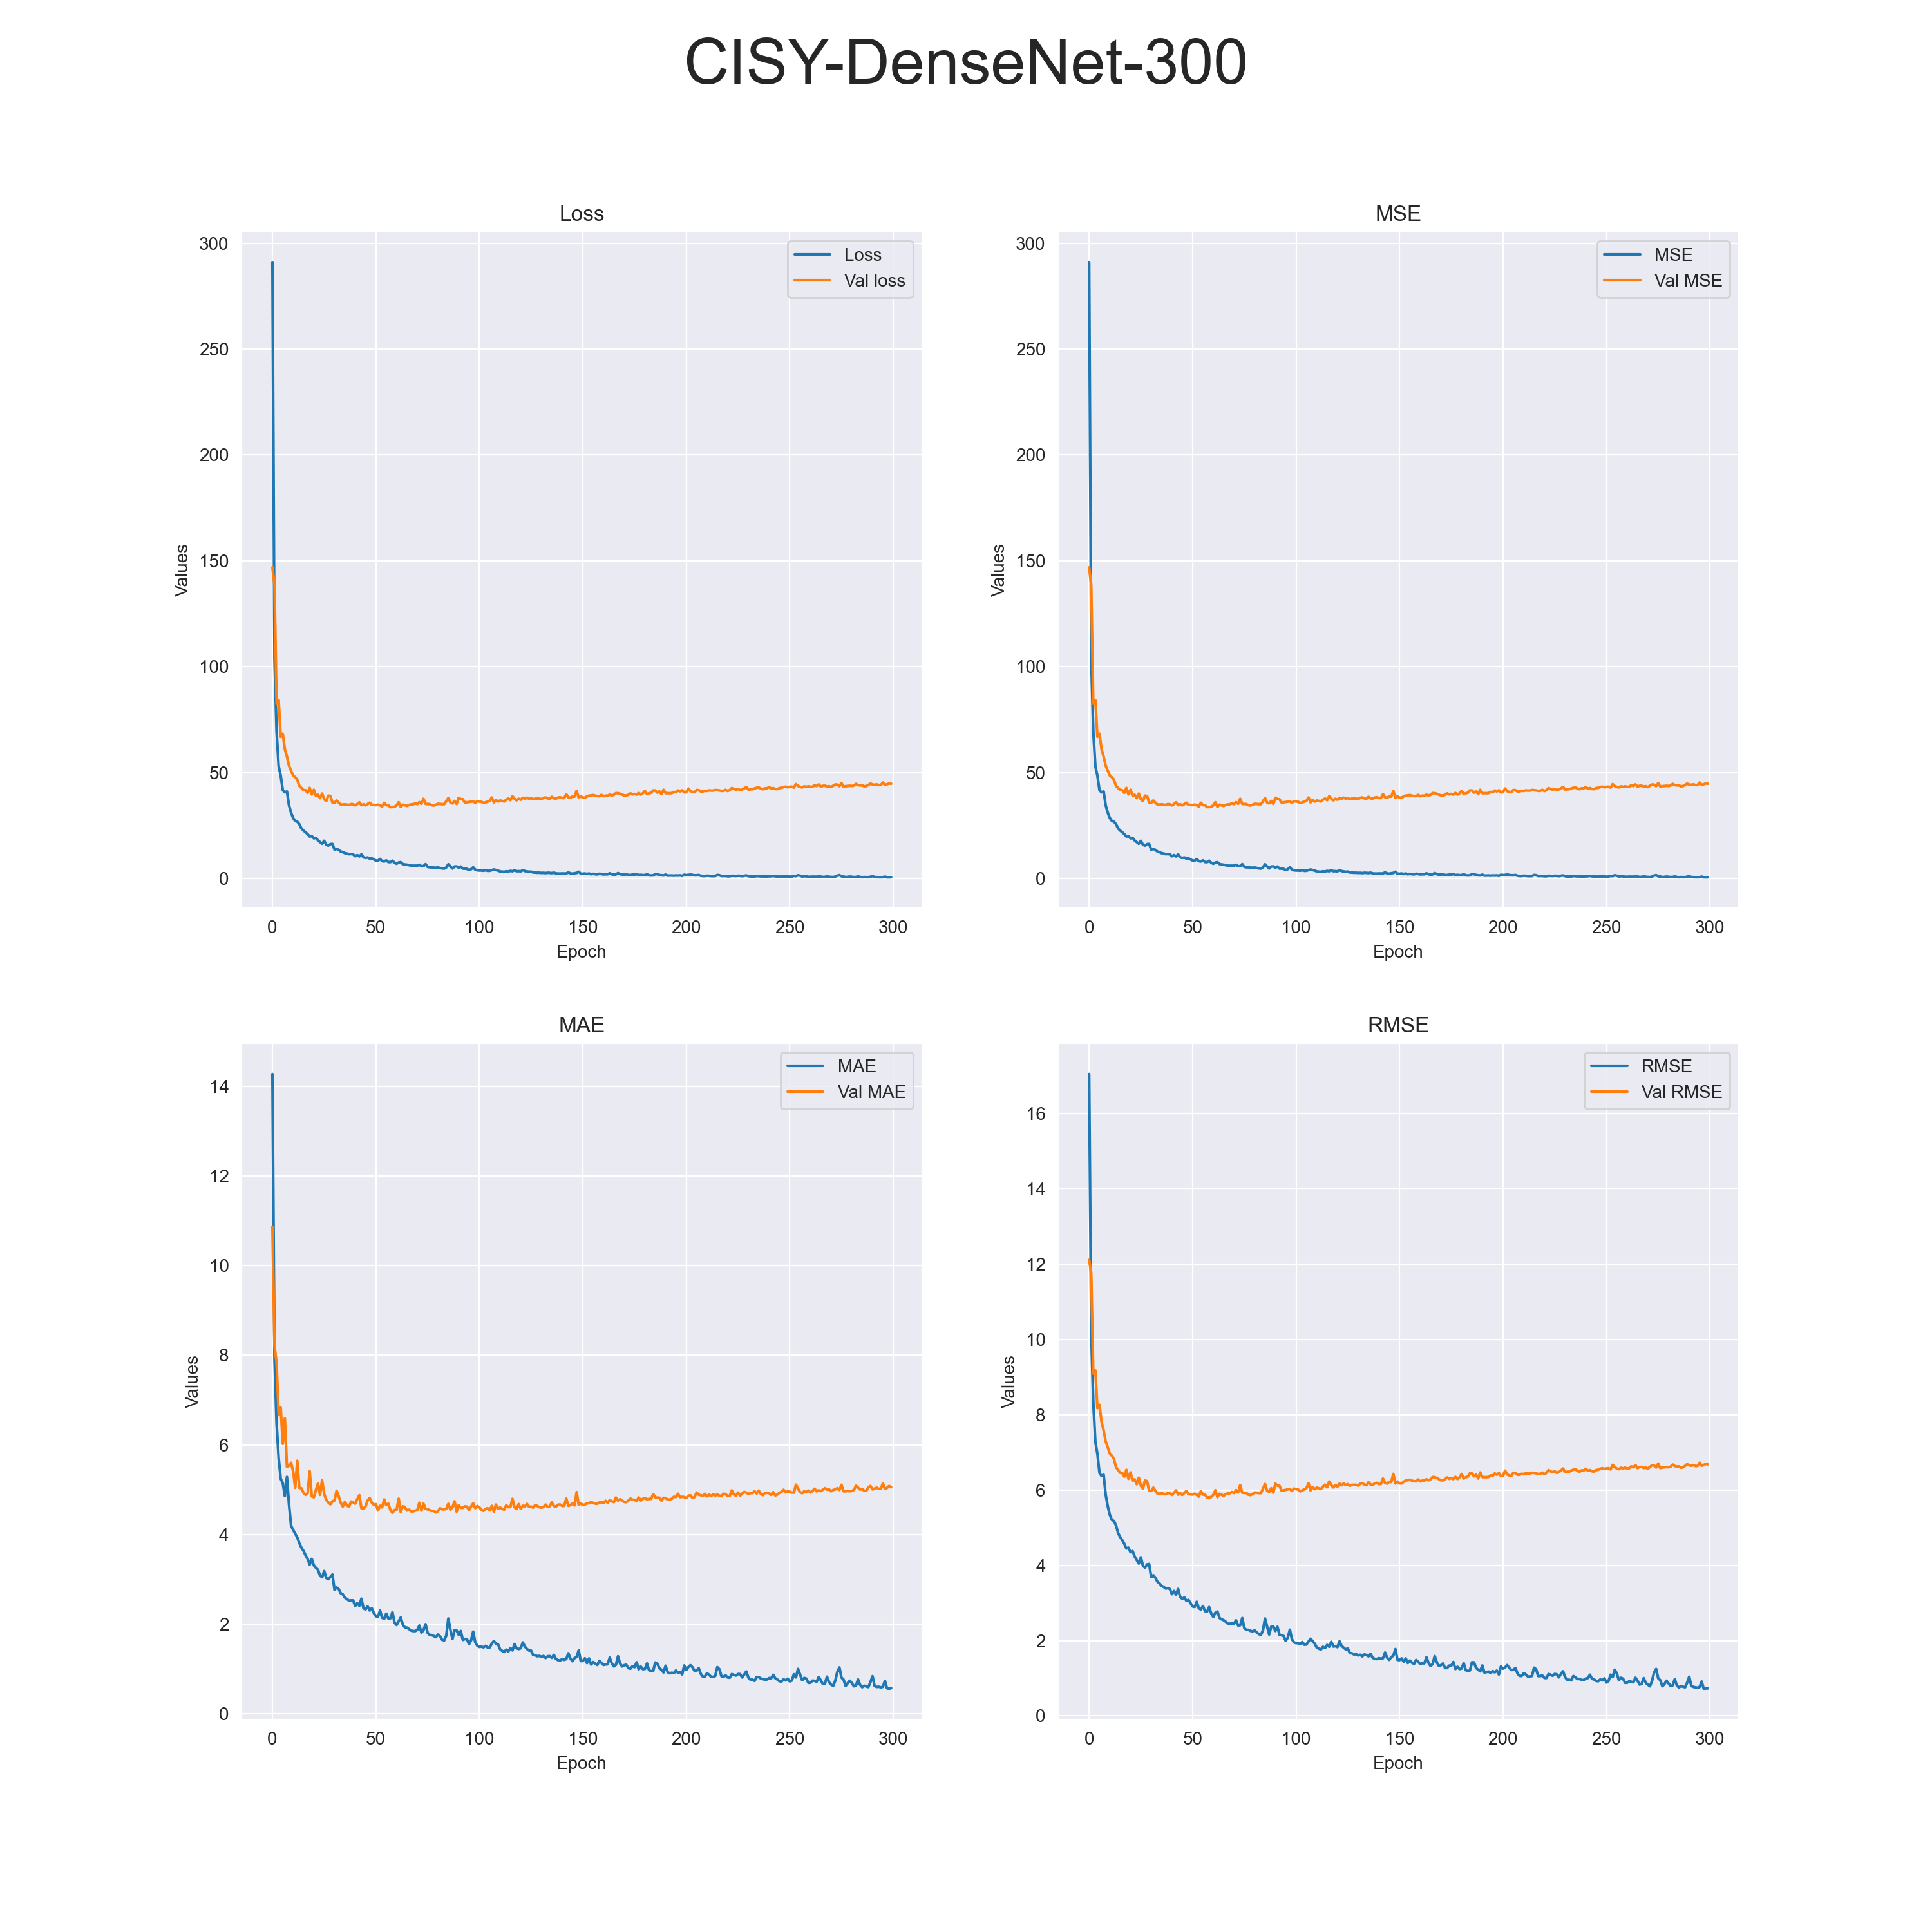 CISY-DenseNet-300
Loss
300
250
200
150
100
50
0
Values
Loss
Val loss
0 50 100 150 200 250 300
Epoch
MSE
300
250
200
150
100
50
0
Values
MSE
Val MSE
0 50 100 150 200 250 300
Epoch
MAE
14
12
10
8
6
4
2
0
Values
MAE
Val MAE
0 50 100 150 200 250 300
Epoch
RMSE
16
14
12
10
8
6
4
2
0
Values
RMSE
Val RMSE
0 50 100 150 200 250 300
Epoch